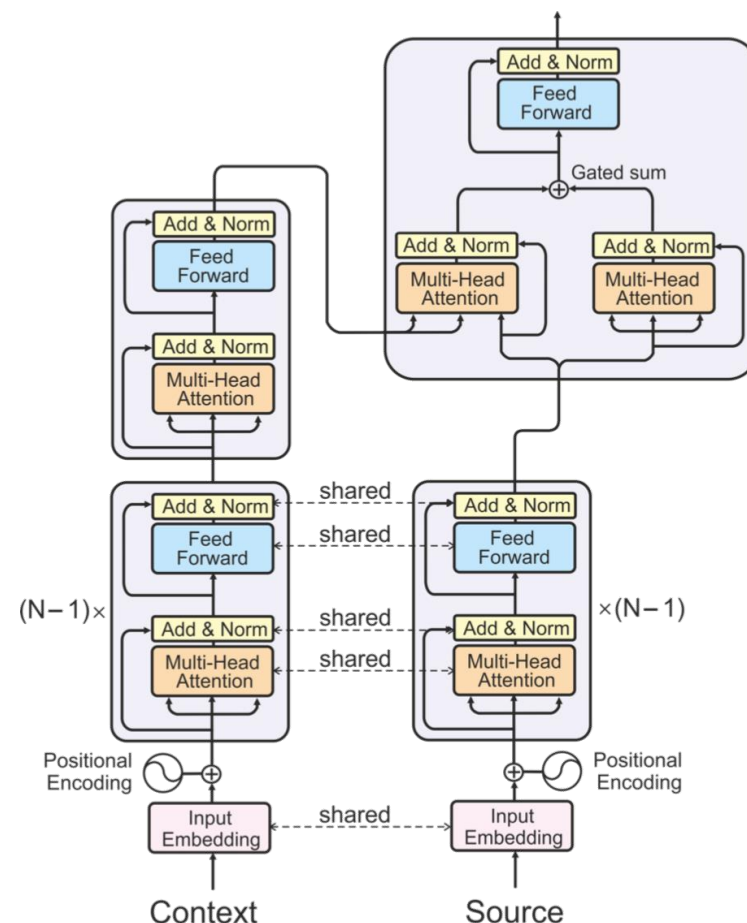 Add & Norm
Feed
Forward
Gated sum
Add & Norm
Multi-Head
Attention
Add & Norm
Multi-Head
Attention
Add & Norm
Feed
Forward
Add & Norm
Multi-Head
Attention
(N−1)×
Add & Norm
shared
Add & Norm
Feed
Forward
shared
Feed
Forward
Add & Norm
shared
Add & Norm
Multi-Head
Attention
shared
Multi-Head
Attention
×(N−1)
Positional
Encoding
Positional
Encoding
Input
Embedding
shared
Input
Embedding
Context
Source